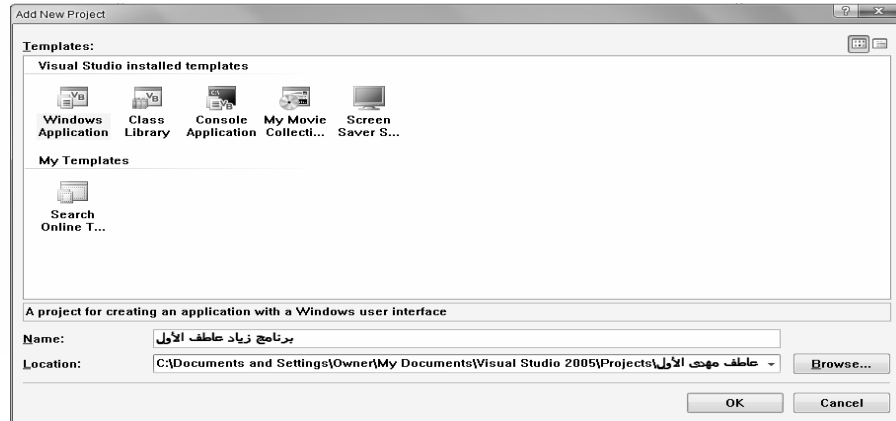 Add New Project
Templates:
Visual Studio installed templates
Windows Application
Class Library
Console Application
My Movie Collecti...
Screen Saver S...
My Templates
Search Online T...
A project for creating an application with a Windows user interface
Name: برنامج زياد عاطف الأول
Location: C:\Documents and Settings\Owner\My Documents\Visual Studio 2005\Projects\عاطف مهدى الأول Browse...
OK Cancel